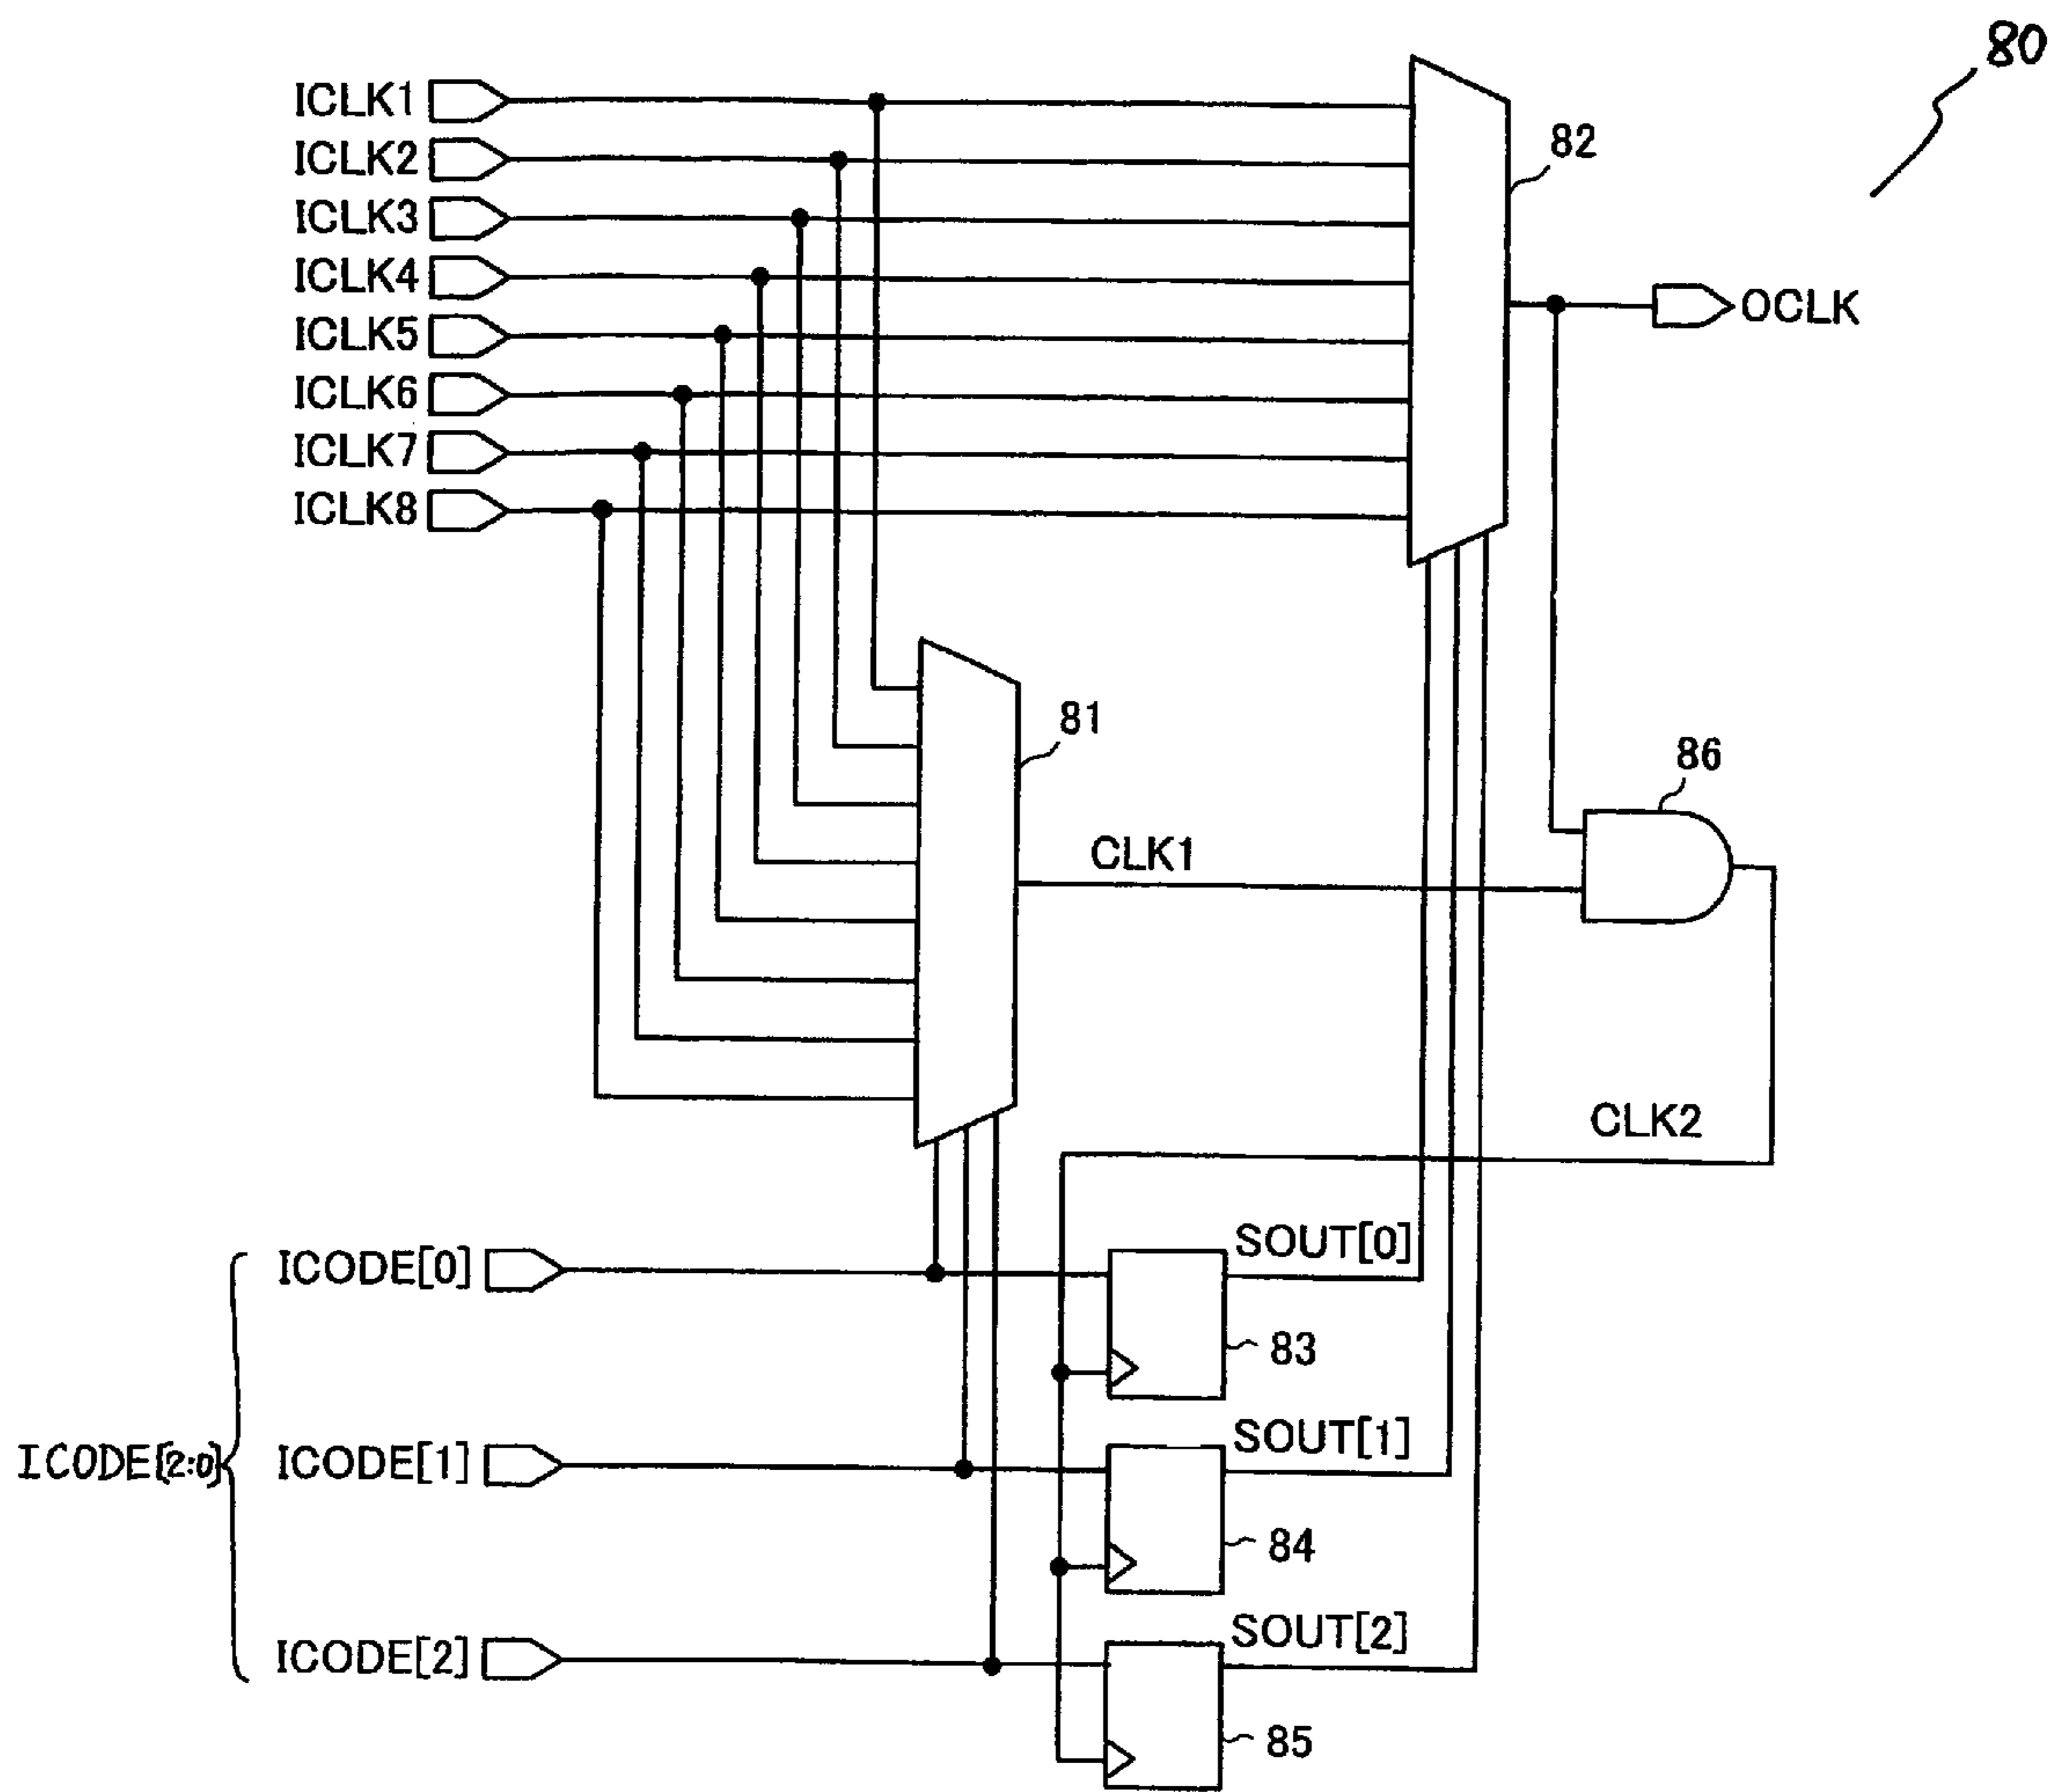 80
ICLK1
ICLK2
ICLK3
ICLK4
ICLK5
ICLK6
ICLK7
ICLK8
82
OCLK
81
86
CLK1
CLK2
ICODE[2:0]
ICODE[0]
SOUT[0]
83
ICODE[1]
SOUT[1]
84
ICODE[2]
SOUT[2]
85